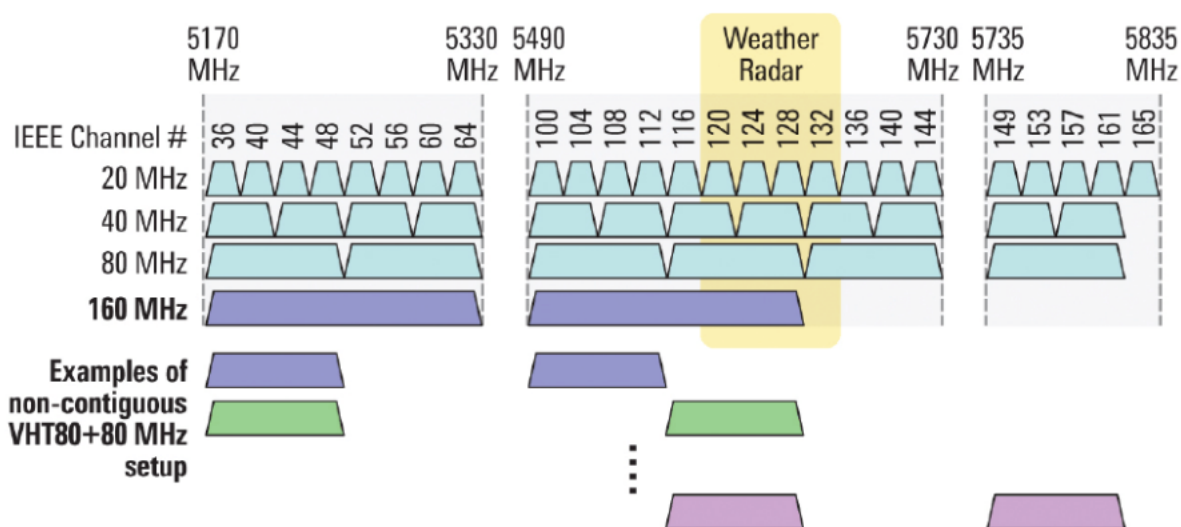 5170 MHz
5330 MHz
5490 MHz
Weather Radar
5730 MHz
5735 MHz
5835 MHz
IEEE Channel # 36 40 44 48 52 56 60 64 100 104 108 112 116 120 124 128 132 136 140 144 149 153 157 161 165
20 MHz
40 MHz
80 MHz
160 MHz
Examples of
non-contiguous
VHT80+80 MHz
setup